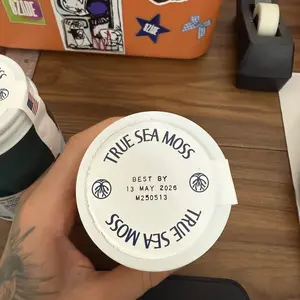 TRUE SEA MOSS
BEST BY
13 MAY 2026
M250513
TRUE SEA MOSS